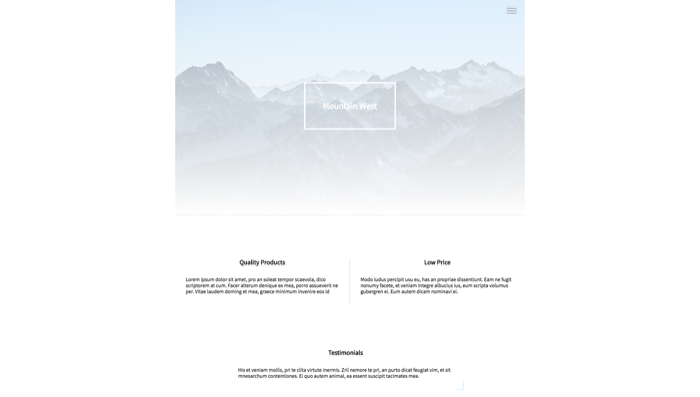 Mountain West
Quality Products
Lorem ipsum dolor sit amet, pro an soleat tempor scaevola, dico
scriptorem at cum. Facer alterum denique ex mea, porro assueverit ne
per. Vitae laudem doming et mea, graece minimum invenire eos id
Low Price
Modo ludus percipit usu eu, has an propriae dissentiunt. Eam ne fugit
nonumy facete, et veniam integre albucius ius, eum scripta volumus
gubergren ei. Eum autem dicam nominavi ei.
Testimonials
His et veniam mollis, pri te clita virtute inermis. Zril nemore te pri, an purto dicat feugiat vim, et sit
mnesarchum contentiones. Ei quo autem animal, ea essent suscipit tacimates mea.